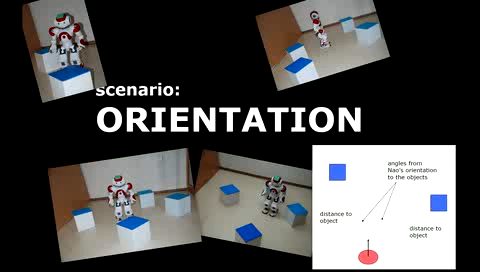 scenario:
ORIENTATION
angles from
Nao's orientation
to the objects
distance to
object
distance to
object